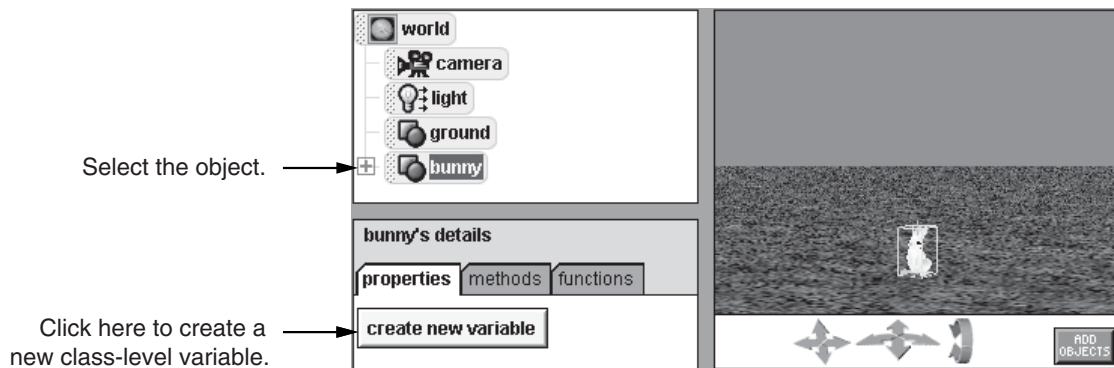 world
camera
light
ground
Select the object.
bunny
bunny's details
properties methods functions
Click here to create a
new class-level variable.
create new variable
ADD
OBJECTS